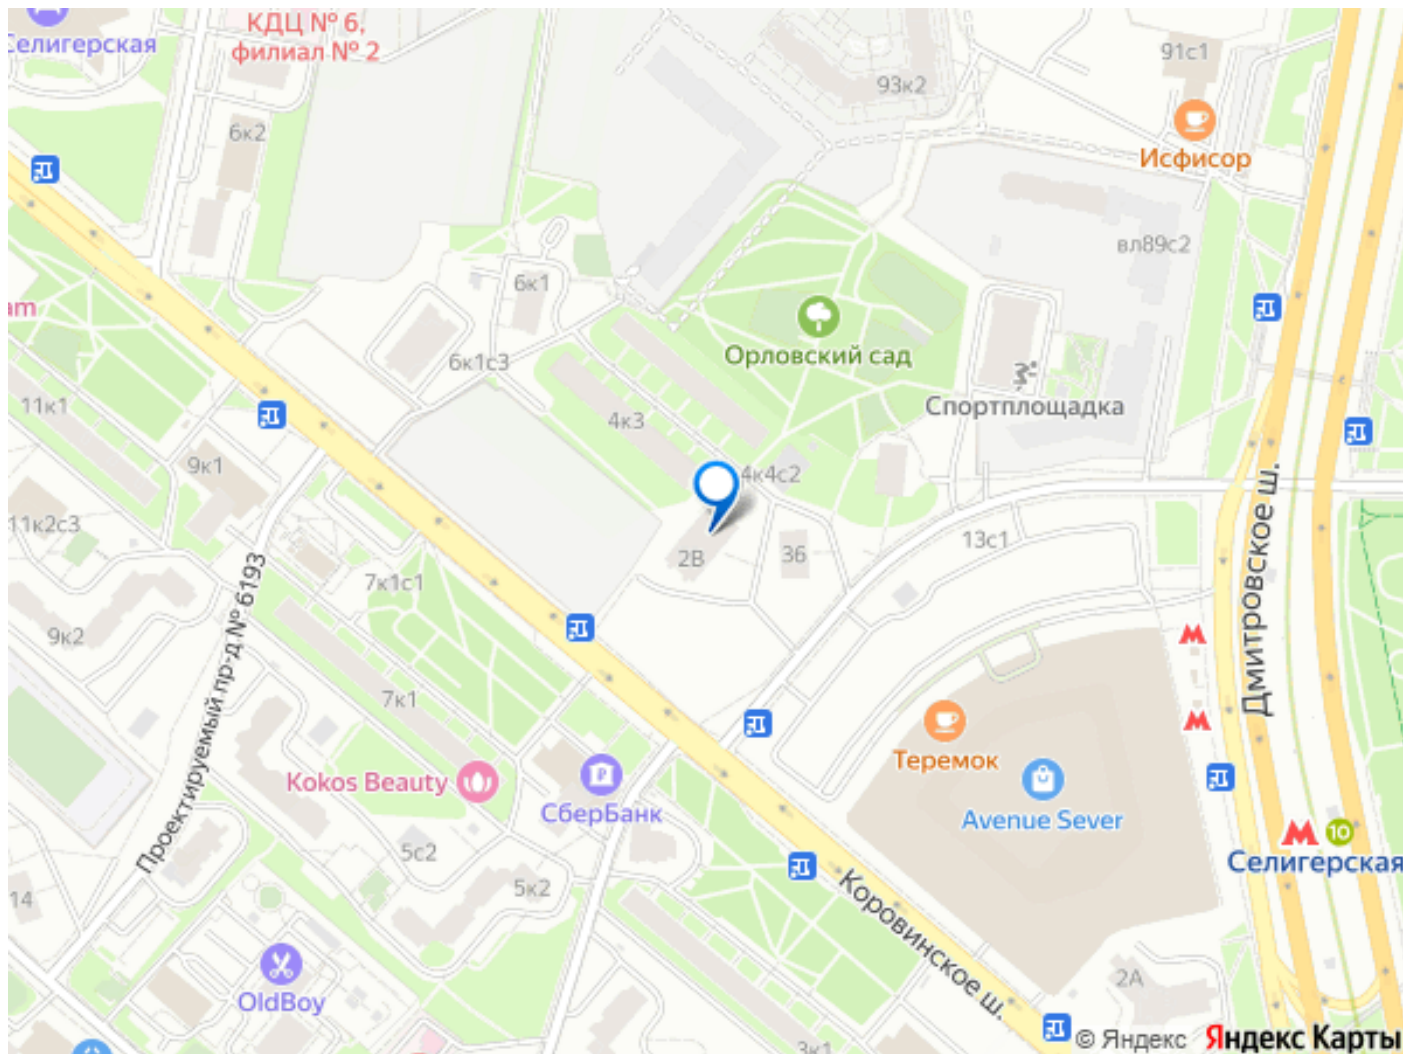 КДЦ № 6,
филиал № 2
Селигерская
91с1
93к2
6к2
Исфисор
вл89с2
6к1
Орловский сад
6к1с3
Спортплощадка
11к1
4к3
9к1
4к4с2
11к2с3
13с1
2В
36
7к1с1
Дмитровское ш.
9к2
Проектируемый пр-д № 6193
7к1
Теремок
Kokos Beauty
СберБанк
Avenue Sever
10
Селигерская
5с2
5к2
14
Коровинское ш.
2А
OldBoy
3к1
© Яндекс Яндекс Карты